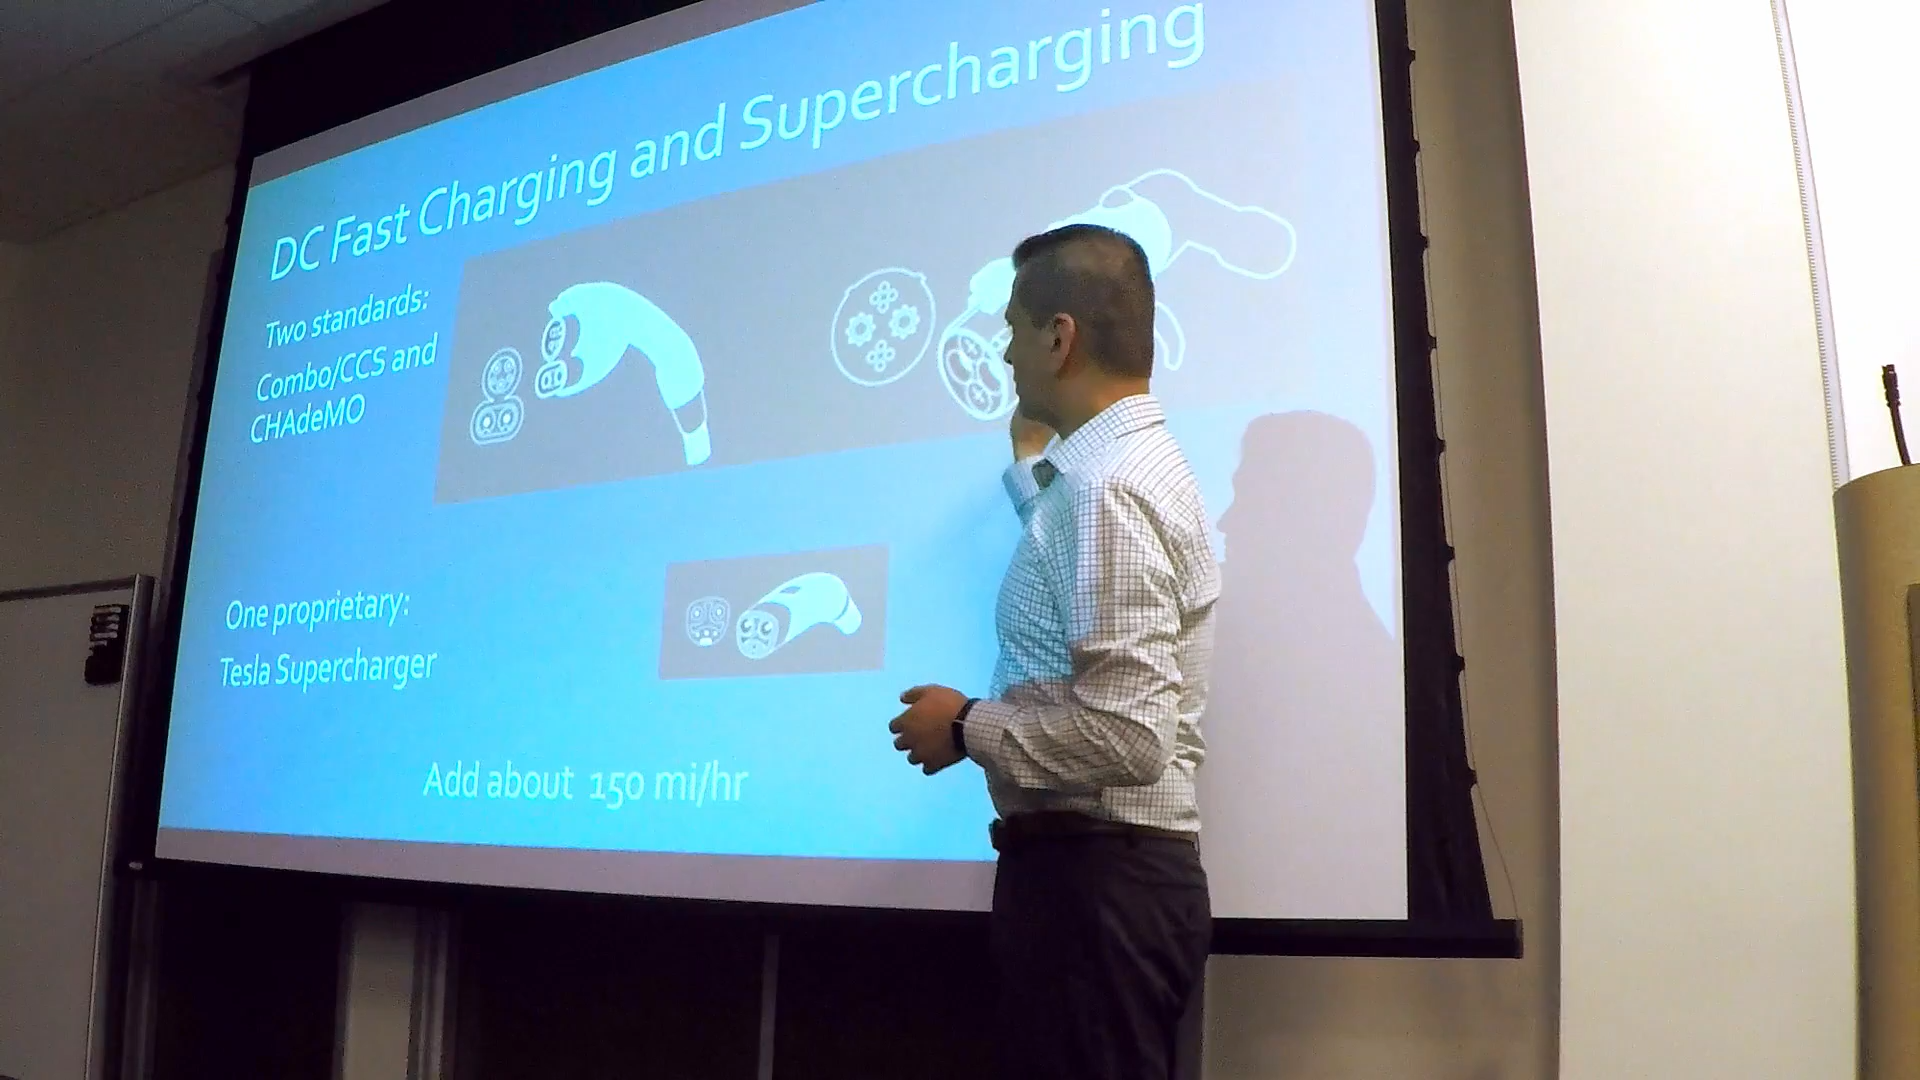 DC Fast Charging and Supercharging
Two standards:
Combo/CCS and
CHAdeMO
One proprietary:
Tesla Supercharger
Add about 150 mi/hr